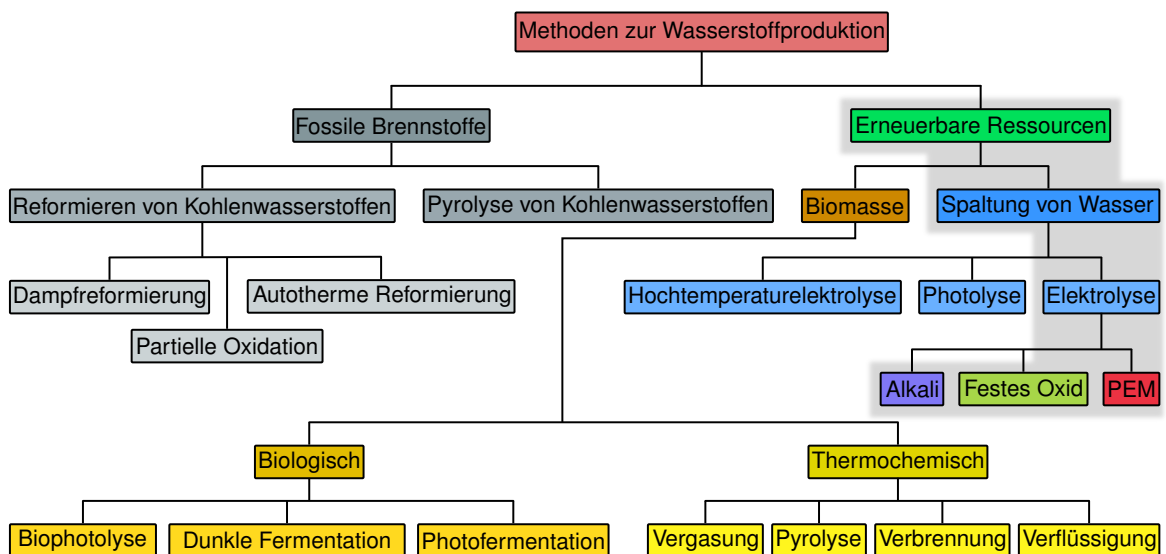 Methoden zur Wasserstoffproduktion
Fossile Brennstoffe
Erneuerbare Ressourcen
Reformieren von Kohlenwasserstoffen
Pyrolyse von Kohlenwasserstoffen
Biomasse
Spaltung von Wasser
Dampfreformierung
Autotherme Reformierung
Hochtemperaturelektrolyse
Photolyse
Elektrolyse
Partielle Oxidation
Alkali
Festes Oxid
PEM
Biologisch
Thermochemisch
Biophotolyse
Dunkle Fermentation
Photofermentation
Vergasung
Pyrolyse
Verbrennung
Verflüssigung